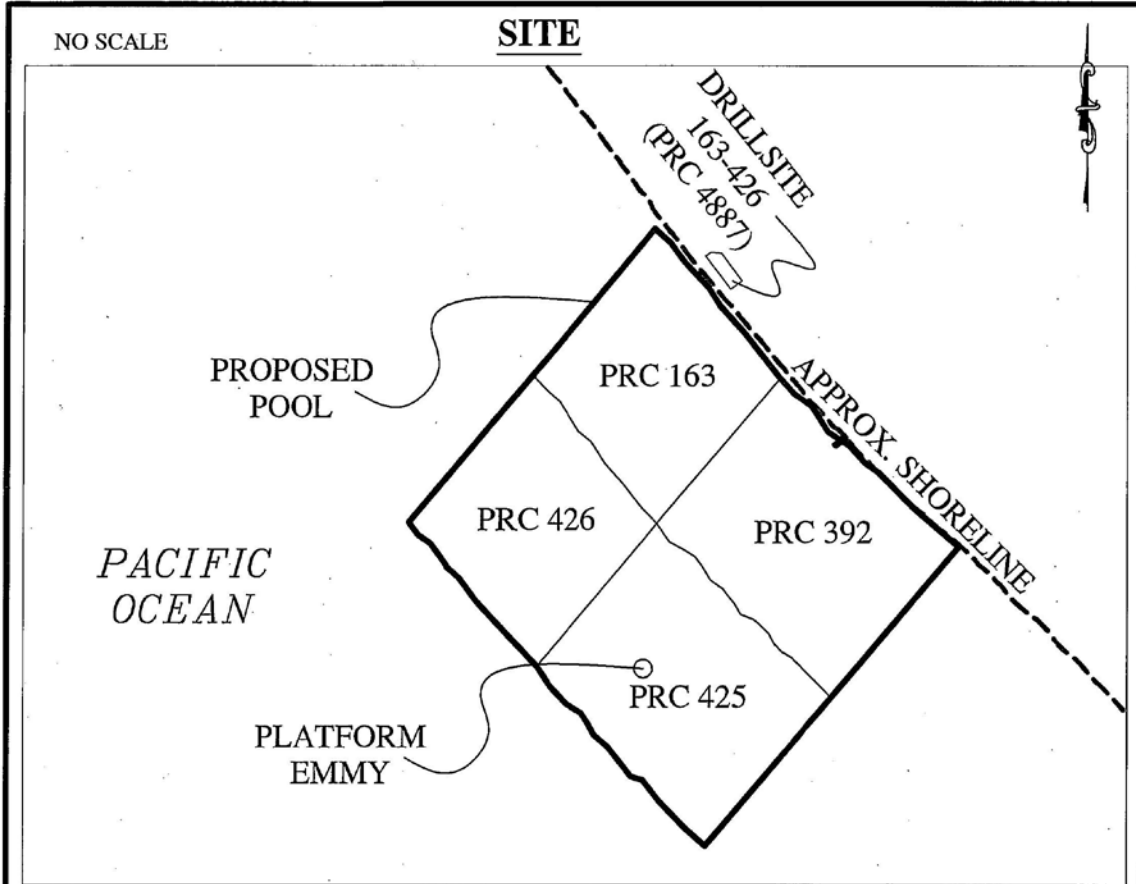 NO SCALE
SITE
DRILLSITE
163-426
(PRC 4887)
PROPOSED
POOL
PRC 163
APPROX. SHORELINE
PRC 426
PRC 392
PACIFIC
OCEAN
PLATFORM
EMMY
PRC 425